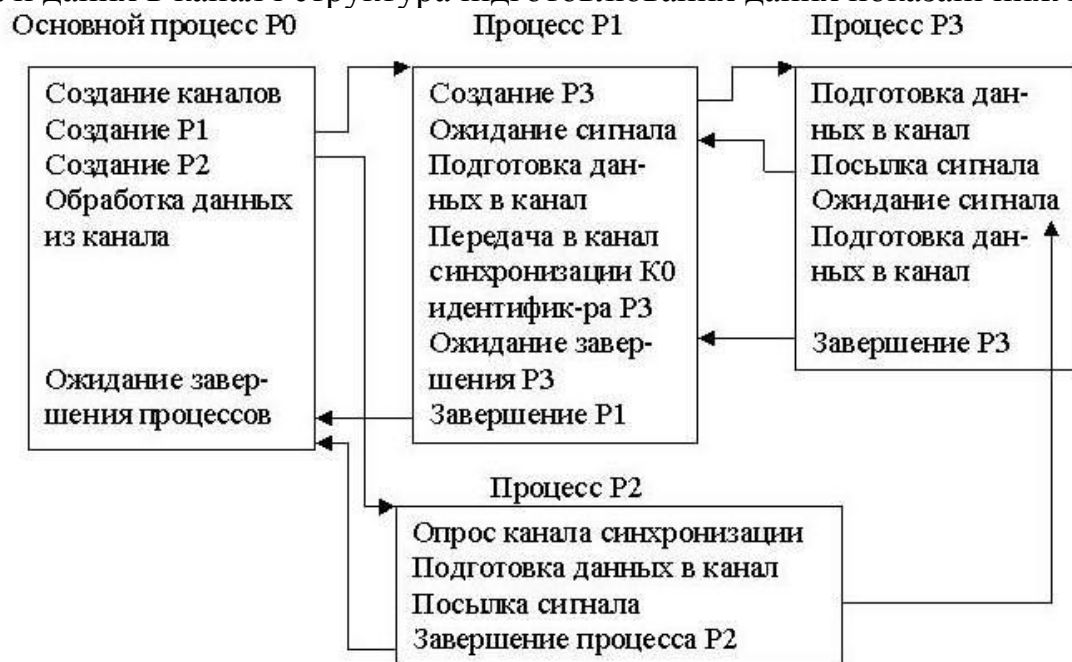 Основной процесс Р0
Процесс Р1
Процесс Р3
Создание каналов
Создание Р1
Создание Р2
Обработка данных
из канала
Ожидание завер-
шения процессов
Создание Р3
Ожидание сигнала
Подготовка дан-
ных в канал
Передача в канал
синхронизации К0
идентифик-ра Р3
Ожидание завер-
шения Р3
Завершение Р1
Подготовка дан-
ных в канал
Посылка сигнала
Ожидание сигнала
Подготовка дан-
ных в канал
Завершение Р3
Процесс Р2
Опрос канала синхронизации
Подготовка данных в канал
Посылка сигнала
Завершение процесса Р2